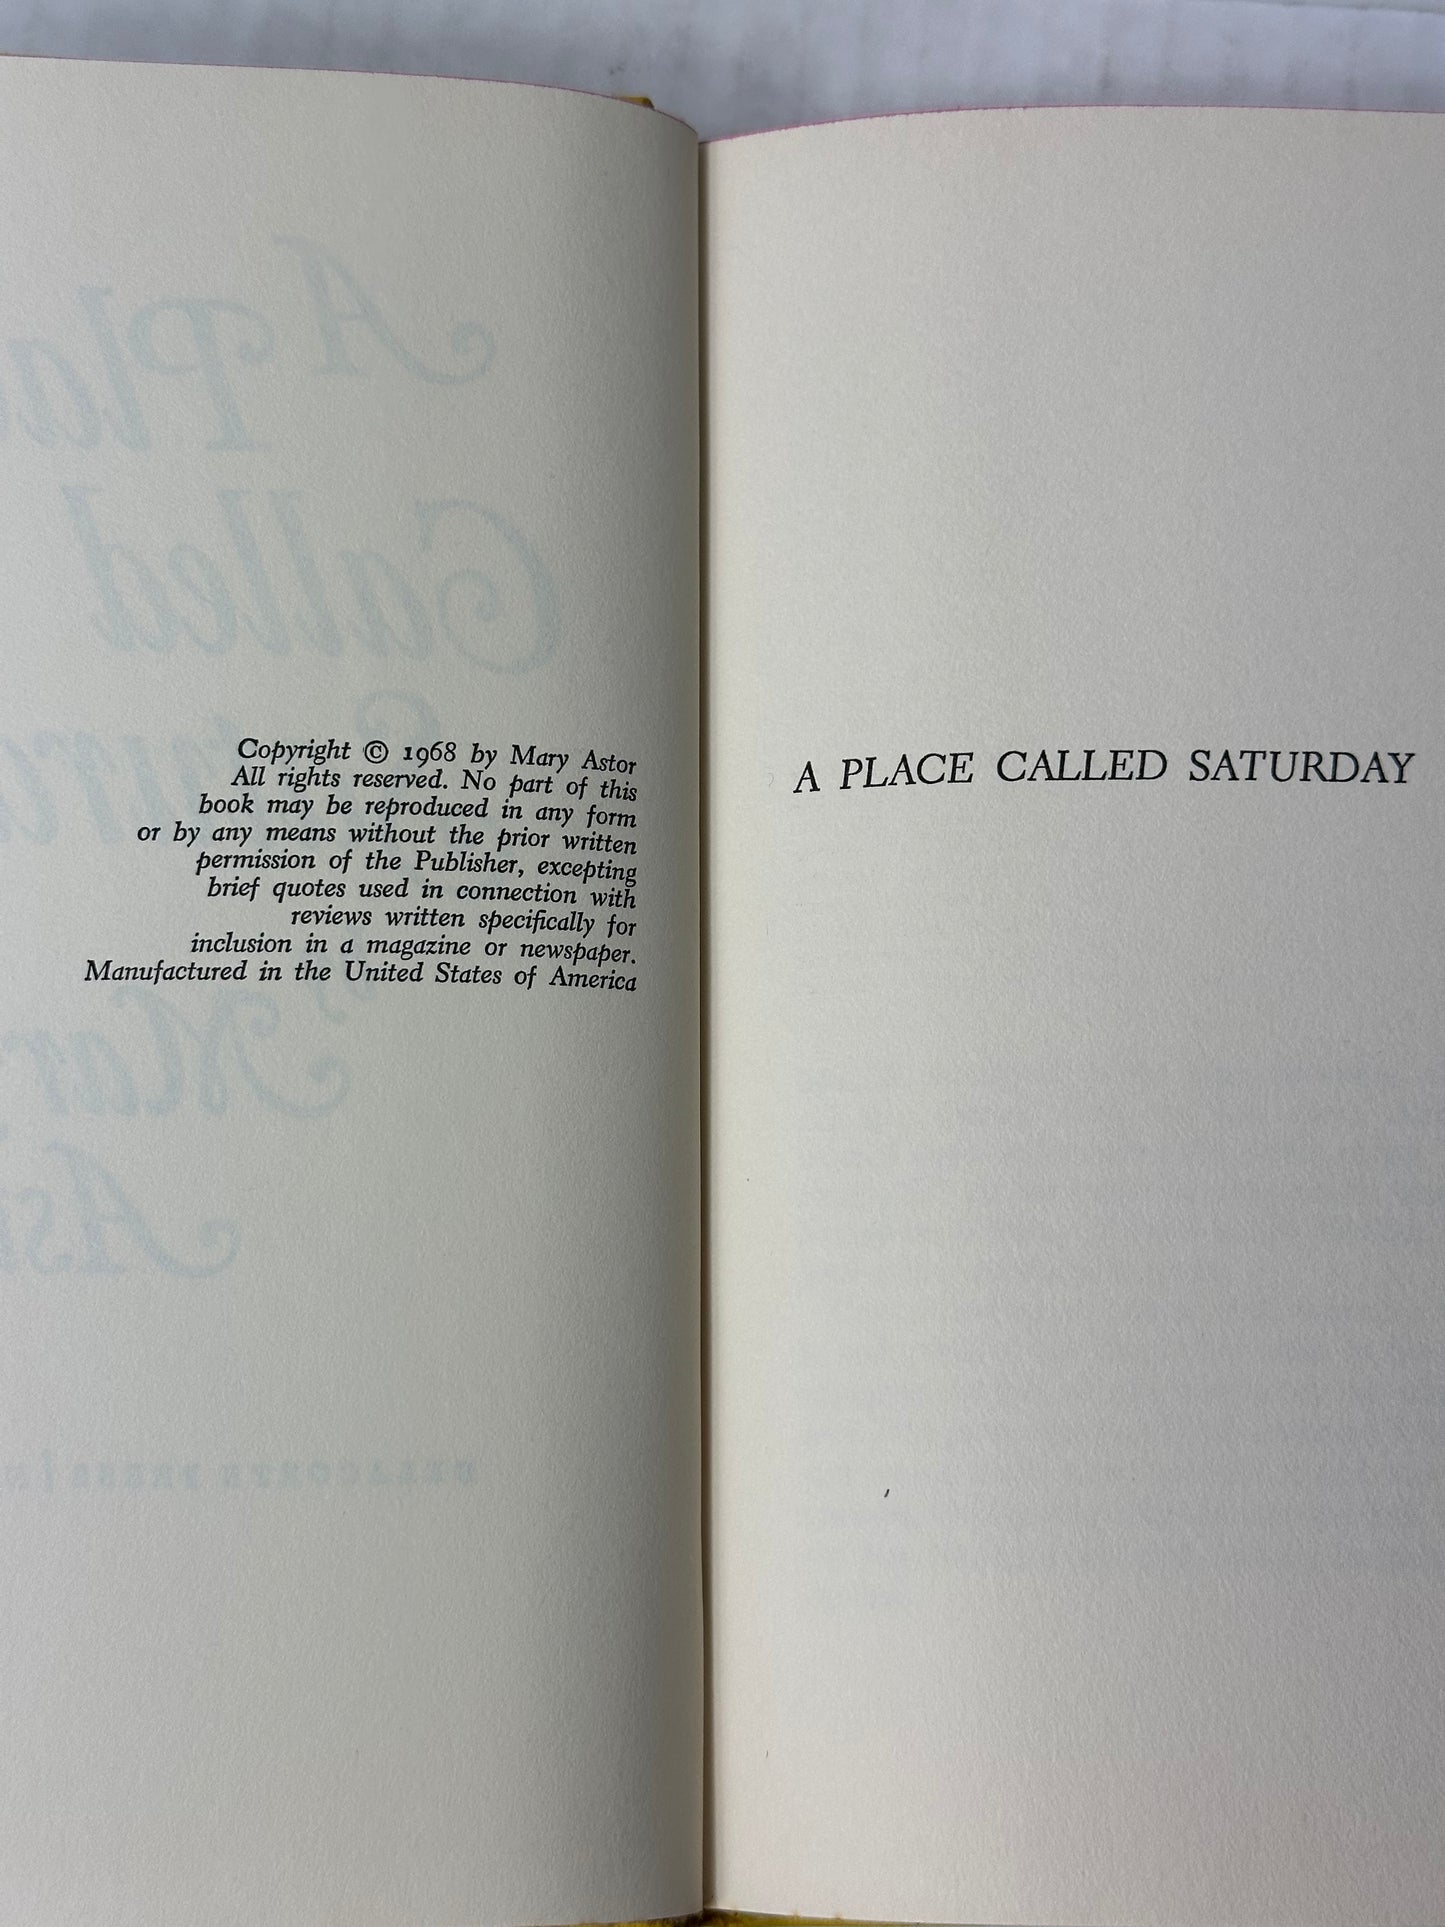 Copyright © 1968 by Mary Astor
All rights reserved. No part of this
book may be reproduced in any form
or by any means without the prior written
permission of the Publisher, excepting
brief quotes used in connection with
reviews written specifically for
inclusion in a magazine or newspaper.
Manufactured in the United States of America
A PLACE CALLED SATURDAY